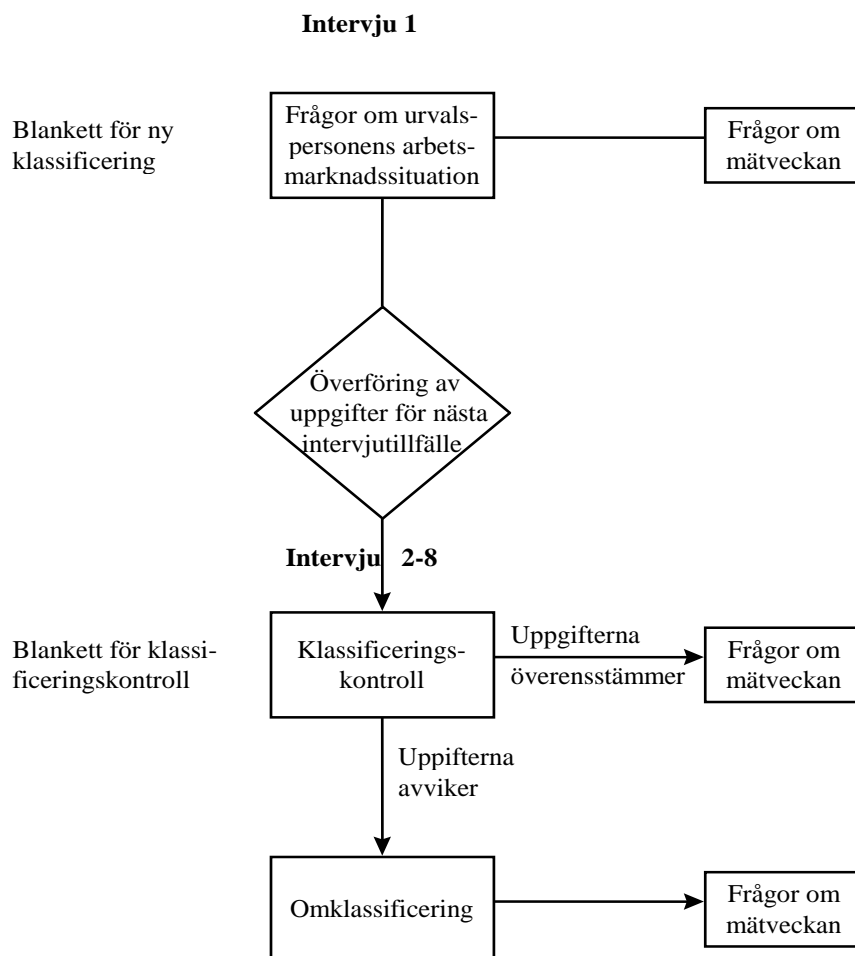 Intervju 1
Blankett för ny
klassificering
Frågor om urvals-
personens arbets-
marknadssituation
Frågor om
mätveckan
Överföring av
uppgifter för nästa
intervjutillfälle
Intervju 2-8
Blankett för klassi-
ficeringskontroll
Klassificerings-
kontroll
Uppgifterna
överensstämmer
Frågor om
mätveckan
Uppifterna
avviker
Omklassificering
Frågor om
mätveckan